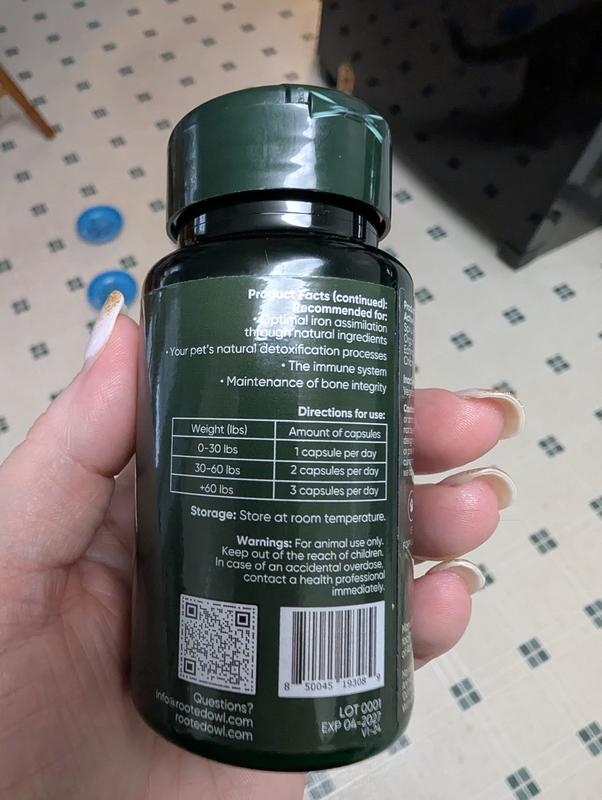 Product Facts (continued):
Recommended for:
• Optimal iron assimilation
through natural ingredients
• Your pet's natural detoxification processes
• The immune system
• Maintenance of bone integrity
Directions for use:
Weight (lbs) Amount of capsules
0-30 lbs 1 capsule per day
30-60 lbs 2 capsules per day
+60 lbs 3 capsules per day
Storage: Store at room temperature.
Warnings: For animal use only.
Keep out of the reach of children.
In case of an accidental overdose,
contact a health professional
immediately.
8 50045 19308 9
Questions?
info@rootedowl.com
rootedowl.com
LOT 0001
EXP 04-2027
V1-24